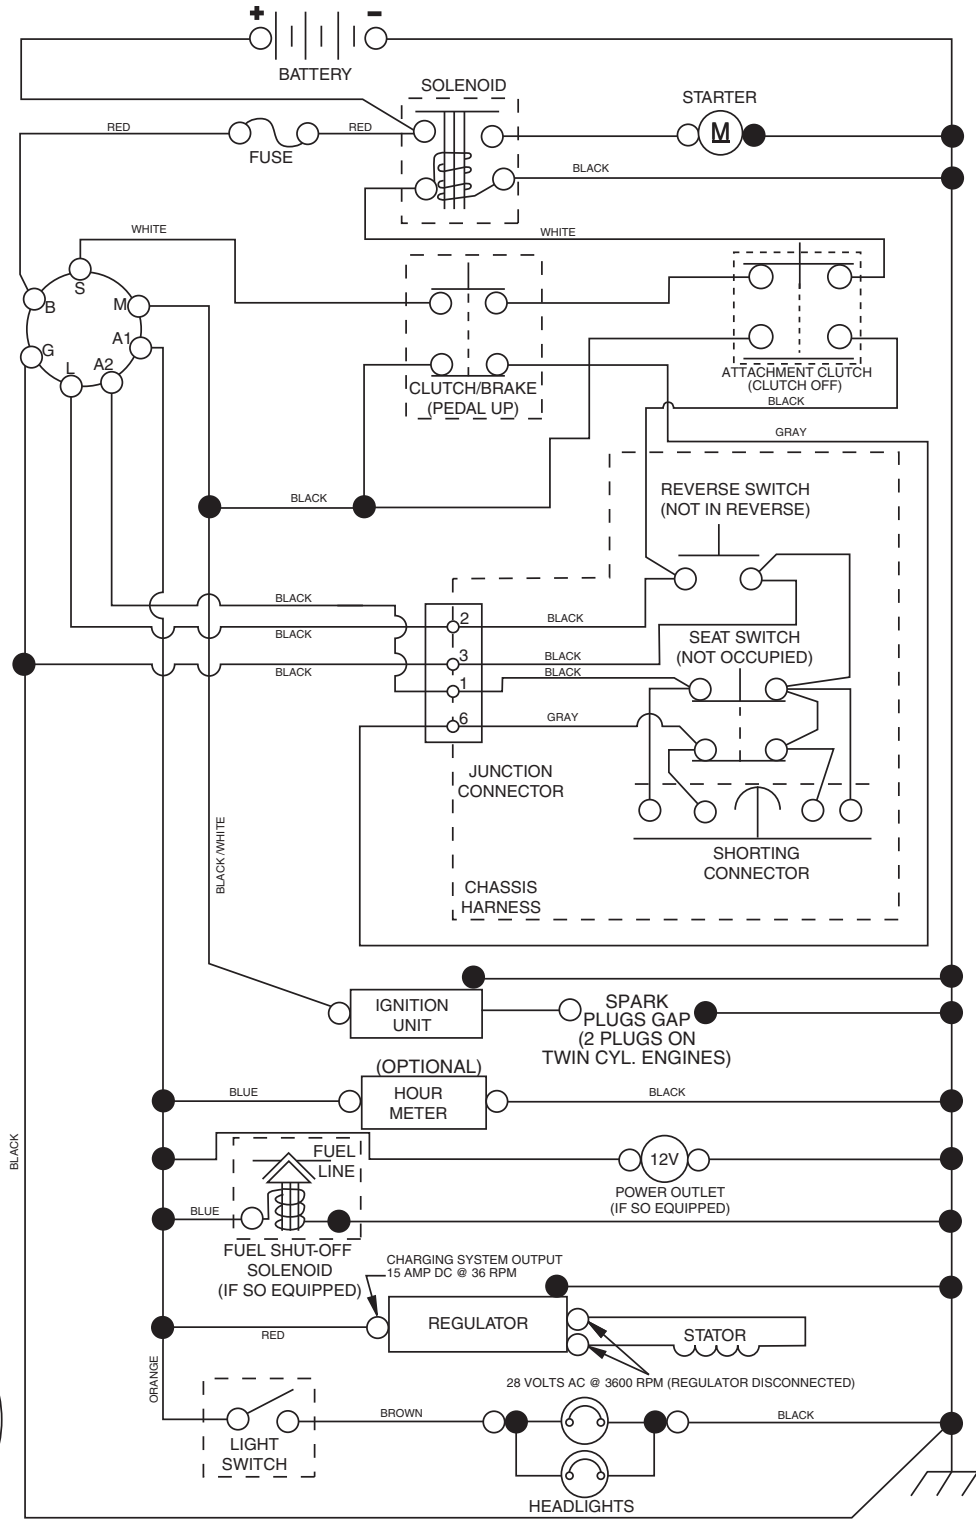 + -
BATTERY
SOLENOID
STARTER
M
RED
FUSE
RED
BLACK
WHITE
WHITE
S
B
M
A1
G
L
A2
CLUTCH/BRAKE
(PEDAL UP)
ATTACHMENT CLUTCH
(CLUTCH OFF)
BLACK
GRAY
BLACK
REVERSE SWITCH
(NOT IN REVERSE)
BLACK
BLACK
BLACK
2
3
1
6
BLACK
BLACK
BLACK
GRAY
SEAT SWITCH
(NOT OCCUPIED)
JUNCTION
CONNECTOR
SHORTING
CONNECTOR
CHASSIS
HARNESS
BLACK /WHITE
IGNITION
UNIT
SPARK
PLUGS GAP
(2 PLUGS ON
TWIN CYL. ENGINES)
(OPTIONAL)
HOUR
METER
BLUE
BLACK
BLACK
FUEL
LINE
12V
POWER OUTLET
(IF SO EQUIPPED)
BLUE
FUEL SHUT-OFF
SOLENOID
(IF SO EQUIPPED)
CHARGING SYSTEM OUTPUT
15 AMP DC @ 36 RPM
REGULATOR
RED
STATOR
28 VOLTS AC @ 3600 RPM (REGULATOR DISCONNECTED)
ORANGE
LIGHT
SWITCH
BROWN
BLACK
HEADLIGHTS